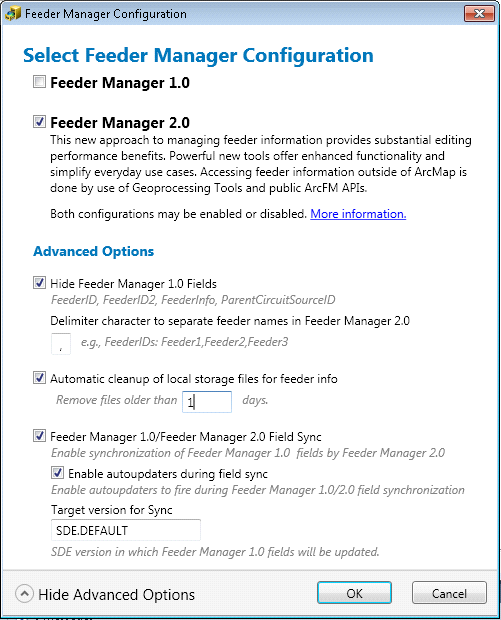 Feeder Manager Configuration
Select Feeder Manager Configuration
Feeder Manager 1.0
Feeder Manager 2.0
This new approach to managing feeder information provides substantial editing
performance benefits. Powerful new tools offer enhanced functionality and
simplify everyday use cases. Accessing feeder information outside of ArcMap is
done by use of Geoprocessing Tools and public ArcFM APIs.
Both configurations may be enabled or disabled. More information.
Advanced Options
Hide Feeder Manager 1.0 Fields
FeederID, FeederID2, FeederInfo, ParentCircuitSourceID
Delimiter character to separate feeder names in Feeder Manager 2.0
, e.g., FeederIDs: Feeder1,Feeder2,Feeder3
Automatic cleanup of local storage files for feeder info
Remove files older than 1 days.
Feeder Manager 1.0/Feeder Manager 2.0 Field Sync
Enable synchronization of Feeder Manager 1.0 fields by Feeder Manager 2.0
Enable autoupdaters during field sync
Enable autoupdaters to fire during Feeder Manager 1.0/2.0 field synchronization
Target version for Sync
SDE.DEFAULT
SDE version in which Feeder Manager 1.0 fields will be updated.
Hide Advanced Options
OK
Cancel